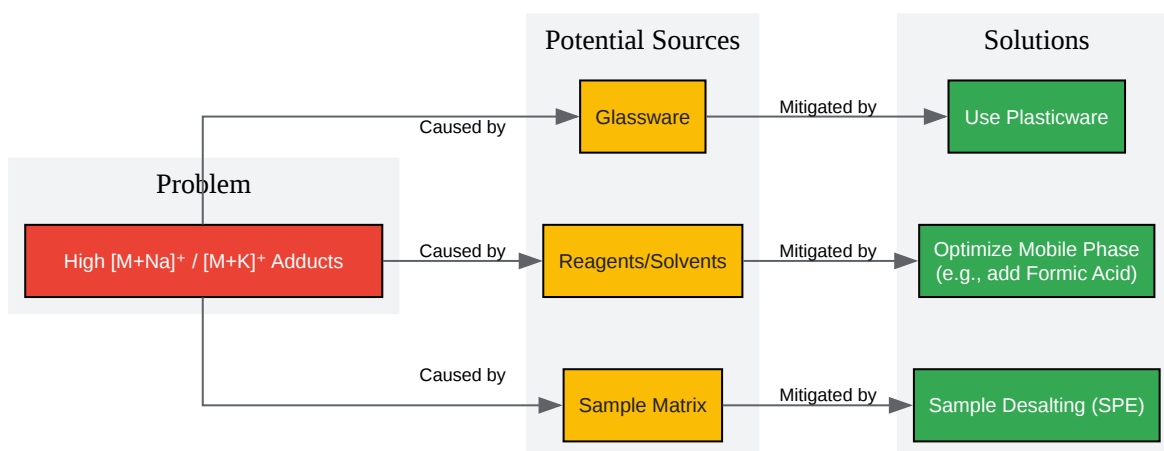 Potential Sources
Solutions
Glassware
Mitigated by
Use Plasticware
Caused by
Problem
High [M+Na]⁺ / [M+K]⁺ Adducts
Caused by
Reagents/Solvents
Mitigated by
Optimize Mobile Phase
(e.g., add Formic Acid)
Caused by
Sample Matrix
Mitigated by
Sample Desalting (SPE)